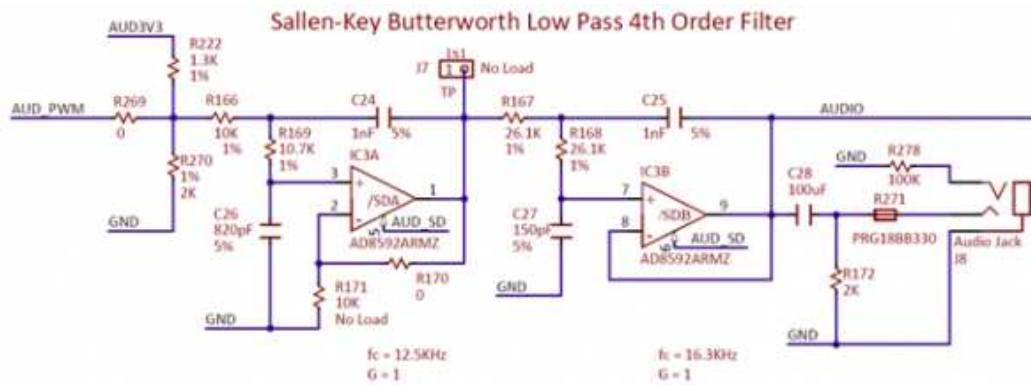 Sallen-Key Butterworth Low Pass 4th Order Filter
AUD3V3
R222
1.3K
1%
AUD_PWM
R269
0
R270
1%
2K
GND
R166
10K
1%
R169
10.7K
1%
C24
1nF
5%
IC3A
3
+
2
-
/SDA
1
5
AUD_SD
AD8592ARMZ
C26
820pF
5%
R170
0
R171
10K
No Load
GND
fc = 12.5KHz
G = 1
1s1
J7
1
No Load
TP
R167
26.1K
1%
R168
26.1K
1%
C25
1nF
5%
IC3B
7
+
8
-
/SDB
9
6
AUD_SD
AD8592ARMZ
C27
150pF
5%
GND
fc = 16.3KHz
G = 1
AUDIO
GND
R278
100K
C28
100uF
R271
PRG18BB330
Audio Jack
J8
R172
2K
GND